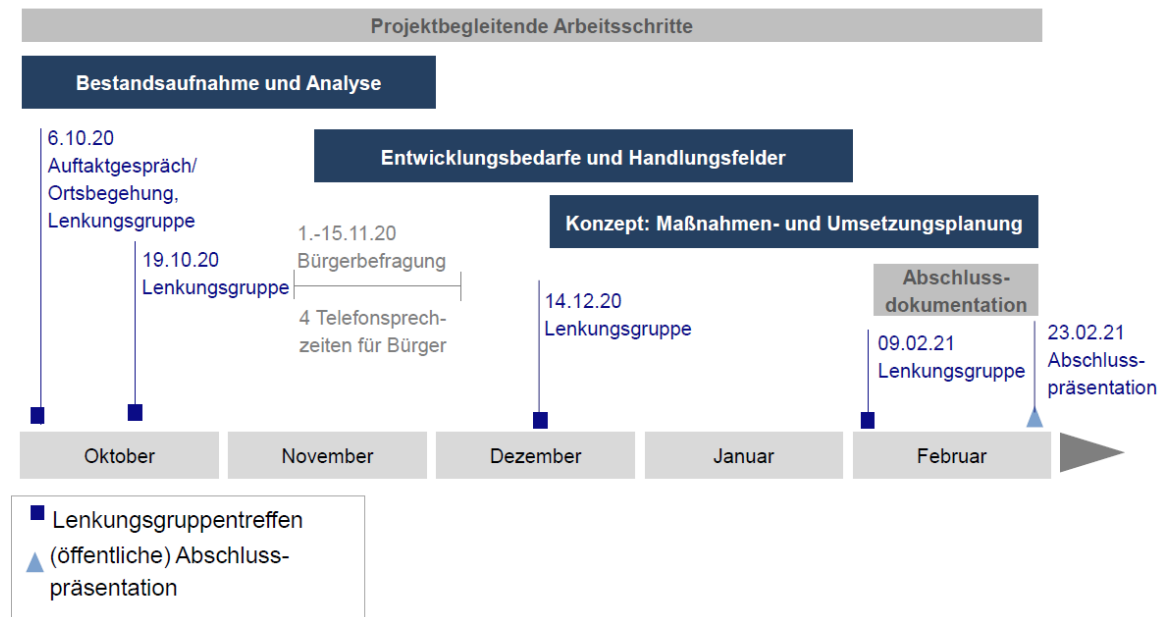 Projektbegleitende Arbeitsschritte
Bestandsaufnahme und Analyse
6.10.20
Auftaktgespräch/
Ortsbegehung,
Lenkungsgruppe
Entwicklungsbedarfe und Handlungsfelder
Konzept: Maßnahmen- und Umsetzungsplanung
19.10.20
Lenkungsgruppe
1.-15.11.20
Bürgerbefragung
4 Telefonsprech-
zeiten für Bürger
14.12.20
Lenkungsgruppe
Abschluss-
dokumentation
09.02.21
Lenkungsgruppe
23.02.21
Abschluss-
präsentation
Oktober
November
Dezember
Januar
Februar
Lenkungsgruppentreffen
(öffentliche) Abschluss-
präsentation